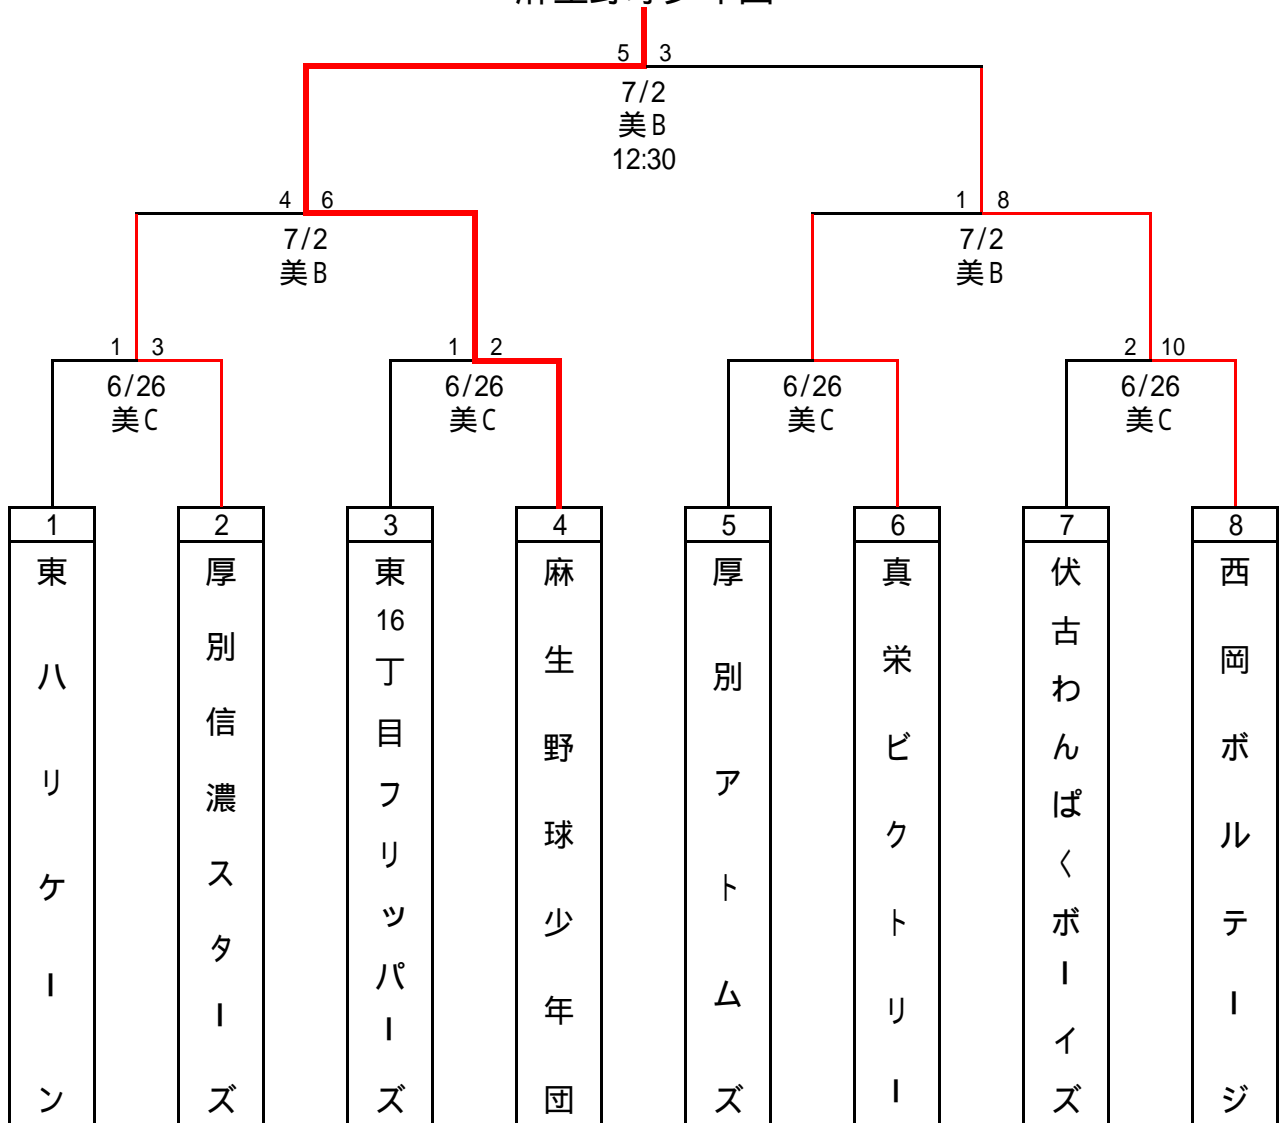 5 3
7/2
美B
12:30
4 6
7/2
美B
1 8
7/2
美B
1 3
6/26
美C
1 2
6/26
美C
6/26
美C
2 10
6/26
美C
1
東ハリケーン
2
厚別信濃スターズ
3
東16丁目フリッパーズ
4
麻生野球少年団
5
厚別アトムズ
6
真栄ビクトリー
7
伏古わんぱくボーイズ
8
西岡ボルテージ